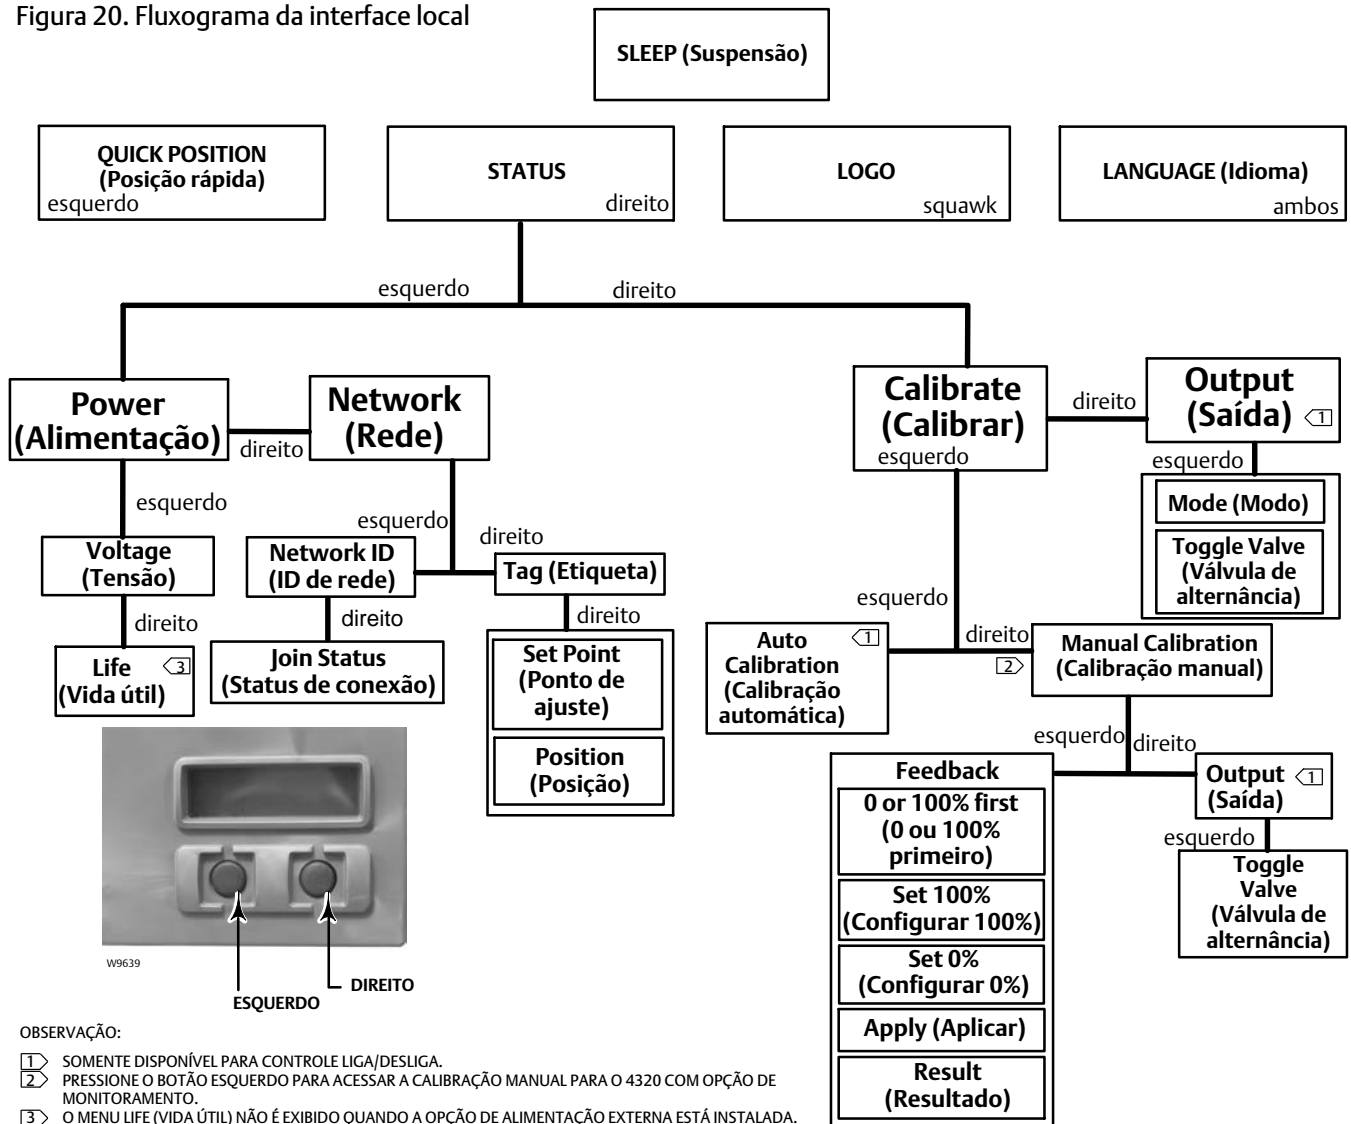 Figura 20. Fluxograma da interface local
SLEEP (Suspensão)
QUICK POSITION
(Posição rápida)
esquerdo
STATUS
direito
LOGO
squawk
LANGUAGE (Idioma)
ambos
esquerdo
direito
Power
(Alimentação)
direito
Network
(Rede)
Calibrate
(Calibrar)
esquerdo
direito
Output
(Saída) 1
esquerdo
Mode (Modo)
Toggle Valve
(Válvula de
alternância)
esquerdo
Voltage
(Tensão)
direito
Life 3
(Vida útil)
esquerdo
direito
Network ID
(ID de rede)
direito
Join Status
(Status de conexão)
Tag (Etiqueta)
direito
Set Point
(Ponto de
ajuste)
Position
(Posição)
esquerdo
direito
2
Auto 1
Calibration
(Calibração
automática)
Manual Calibration
(Calibração manual)
esquerdo
direito
Feedback
0 or 100% first
(0 ou 100%
primeiro)
Set 100%
(Configurar 100%)
Set 0%
(Configurar 0%)
Apply (Aplicar)
Result
(Resultado)
Output 1
(Saída)
esquerdo
Toggle
Valve
(Válvula de
alternância)
W9639
ESQUERDO
DIREITO
OBSERVAÇÃO:
1 SOMENTE DISPONÍVEL PARA CONTROLE LIGA/DESLIGA.
2 PRESSIONE O BOTÃO ESQUERDO PARA ACESSAR A CALIBRAÇÃO MANUAL PARA O 4320 COM OPÇÃO DE
MONITORAMENTO.
3 O MENU LIFE (VIDA ÚTIL) NÃO É EXIBIDO QUANDO A OPÇÃO DE ALIMENTAÇÃO EXTERNA ESTÁ INSTALADA.